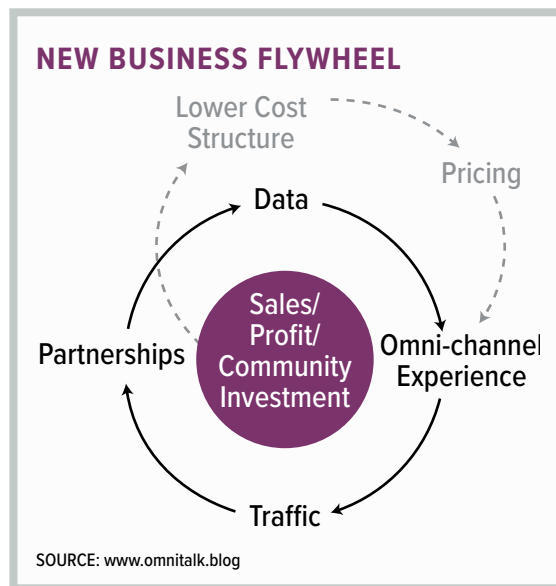 NEW BUSINESS FLYWHEEL
Lower Cost
Structure
Pricing
Data
Sales/
Profit/
Community
Investment
Partnerships
Omni-channel
Experience
Traffic
SOURCE: www.omnitalk.blog